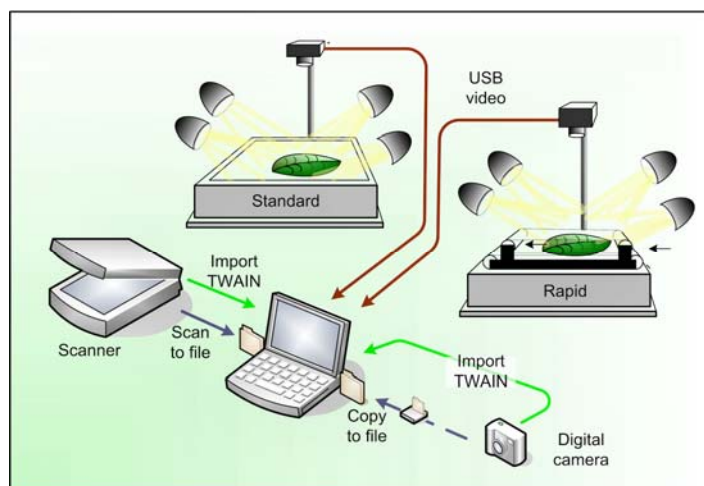 USB
video
Standard
Rapid
Import
TWAIN
Scanner
Scan
to file
Import
TWAIN
Copy
to file
Digital
camera